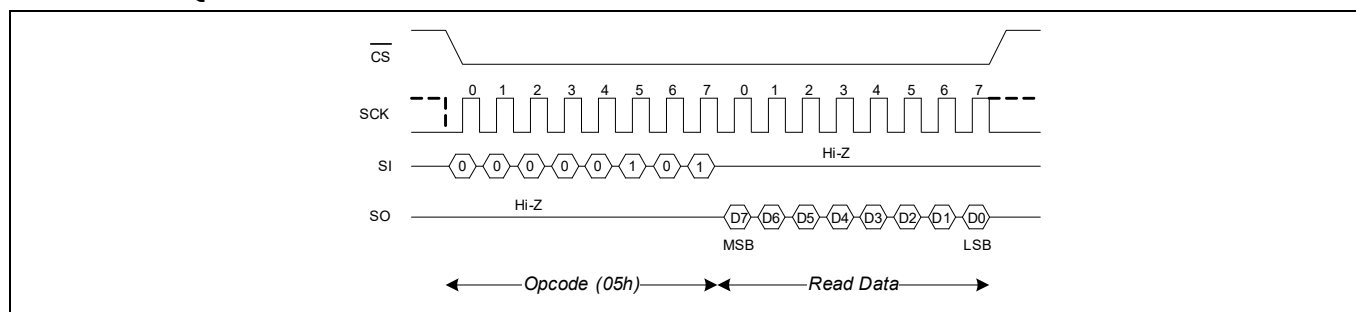 CS
0 1 2 3 4 5 6 7 0 1 2 3 4 5 6 7
SCK
Hi-Z
SI 0 0 0 0 0 1 0 1
Hi-Z
SO D7 D6 D5 D4 D3 D2 D1 D0
MSB LSB
Opcode (05h) Read Data